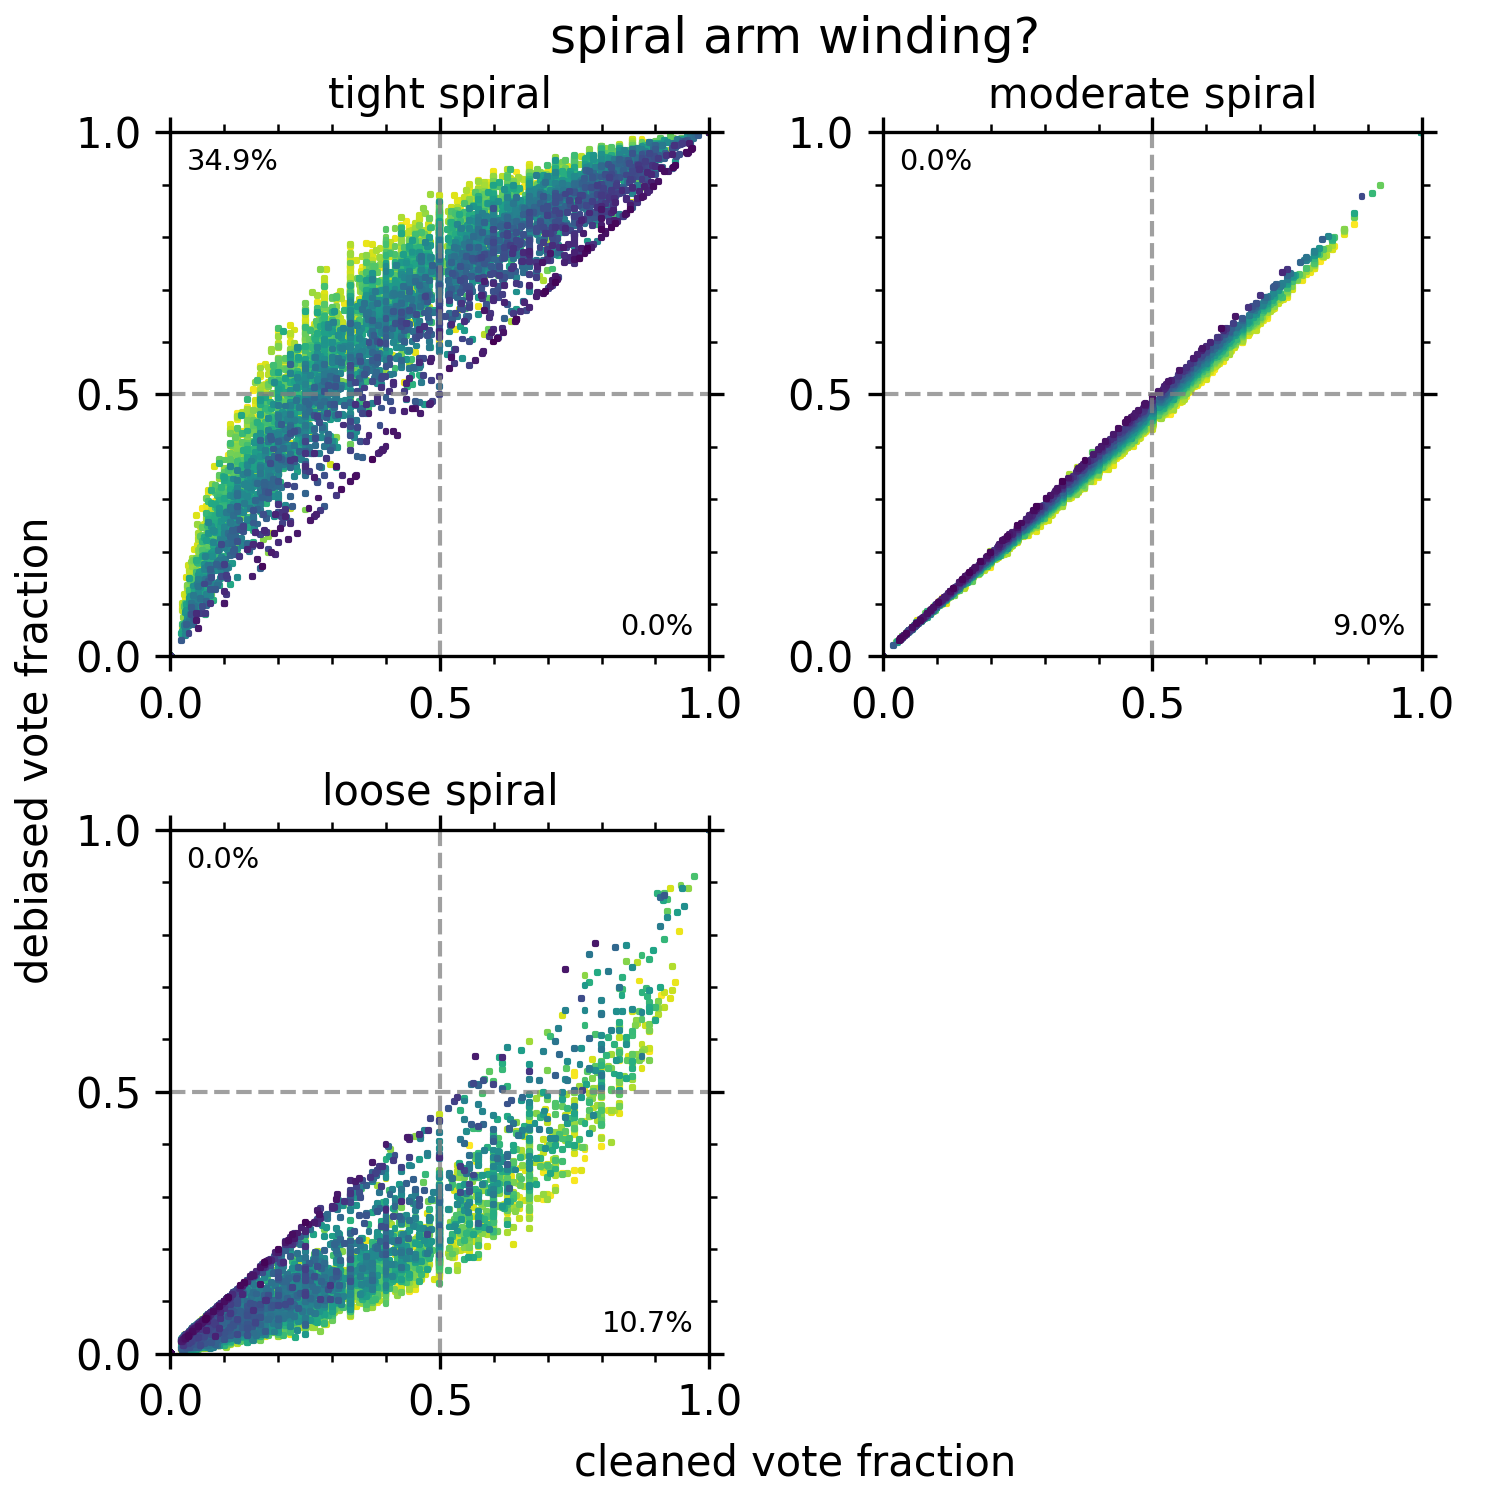 spiral arm winding?
tight spiral
moderate spiral
1.0
34.9%
0.5
0.0%
0.0
0.0 0.5 1.0
1.0
0.0%
0.5
9.0%
0.0
0.0 0.5 1.0
debiased vote fraction
loose spiral
1.0
0.0%
0.5
10.7%
0.0
0.0 0.5 1.0
cleaned vote fraction